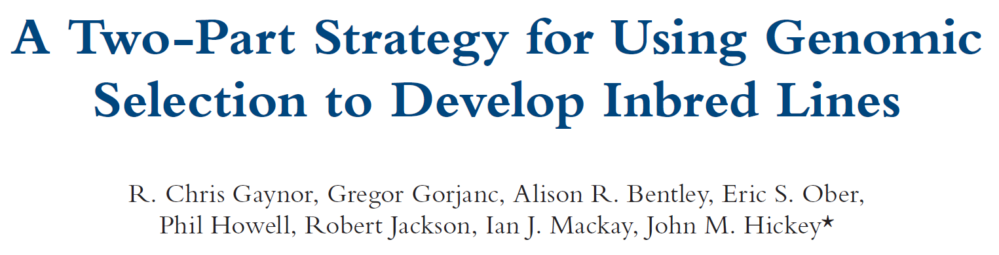 A Two-Part Strategy for Using Genomic
Selection to Develop Inbred Lines
R. Chris Gaynor, Gregor Gorjanc, Alison R. Bentley, Eric S. Ober,
Phil Howell, Robert Jackson, Ian J. Mackay, John M. Hickey★